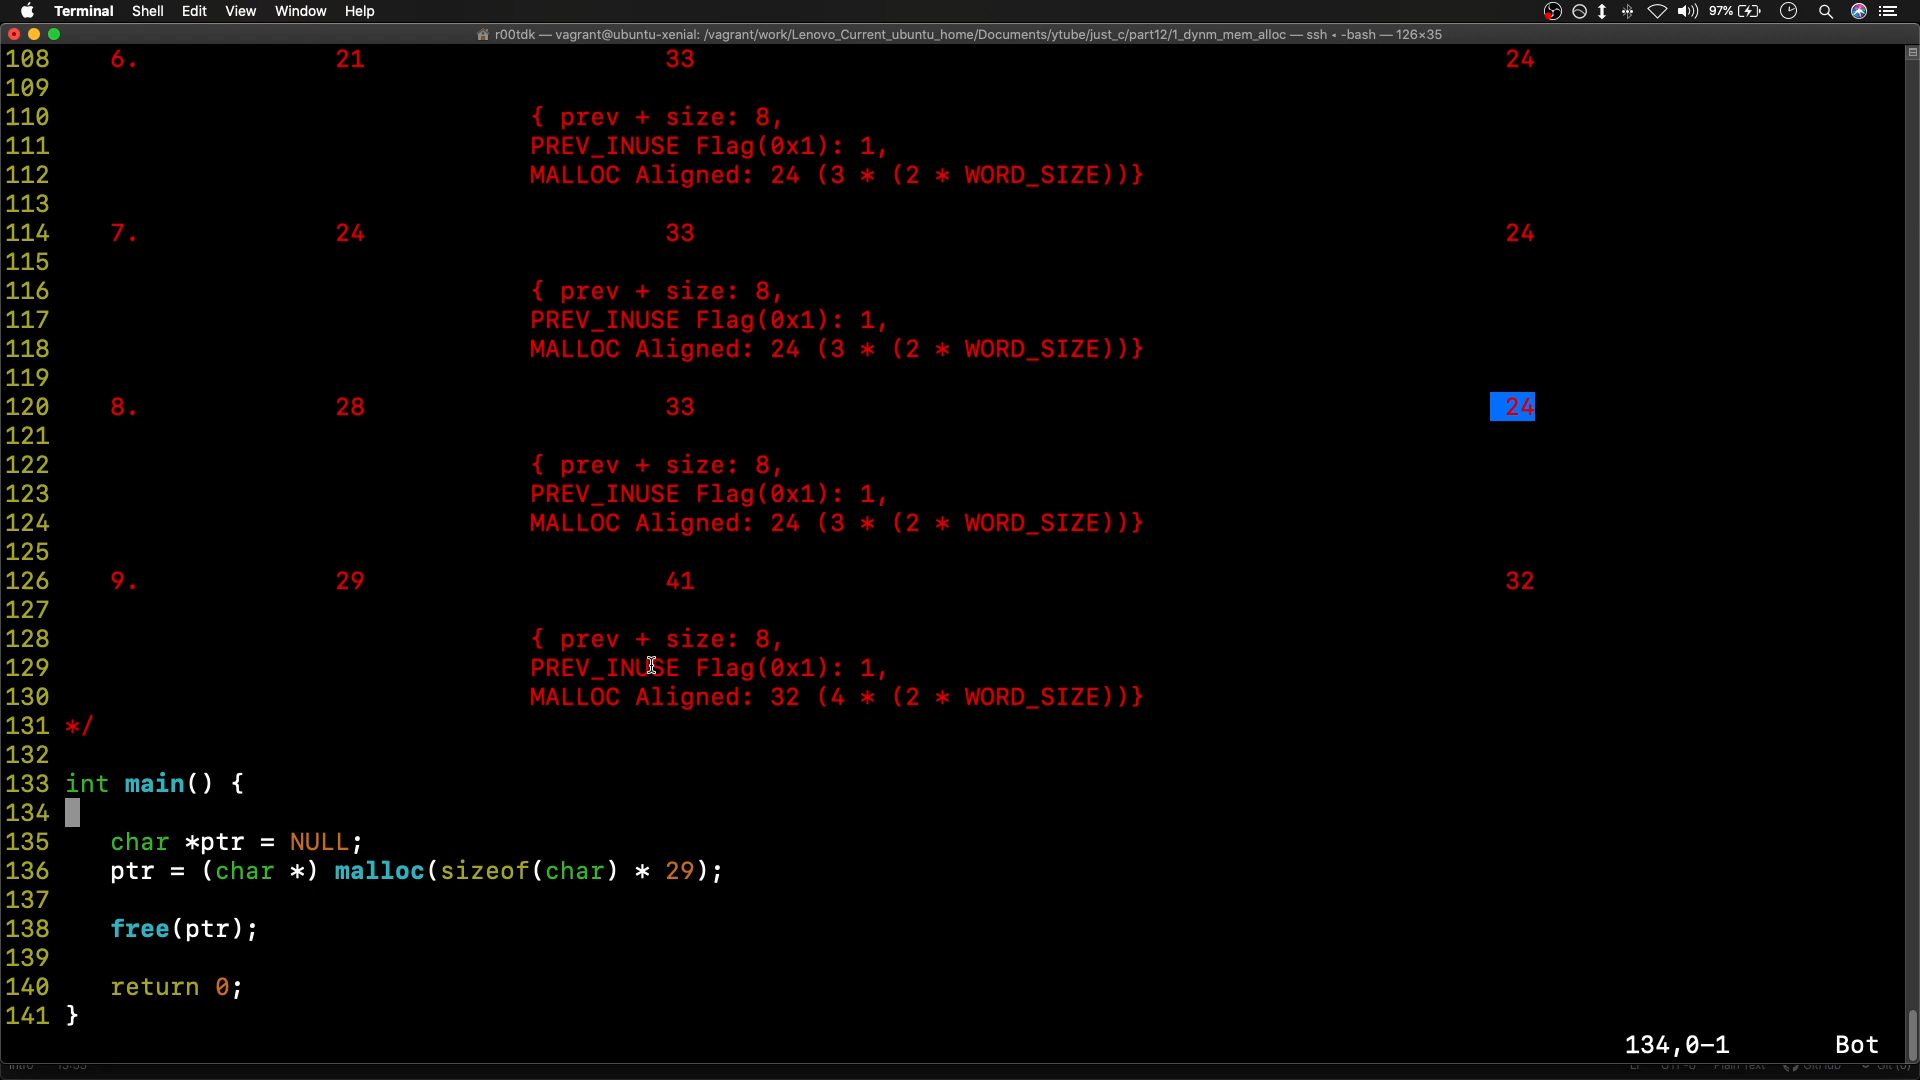 Terminal Shell Edit View Window Help 97%
r00tdk — vagrant@ubuntu-xenial: /vagrant/work/Lenovo_Current_ubuntu_home/Documents/ytube/just_c/part12/1_dynm_mem_alloc — ssh ◂ -bash — 126×35
108 6. 21 33 24
109
110 { prev + size: 8,
111 PREV_INUSE Flag(0x1): 1,
112 MALLOC Aligned: 24 (3 * (2 * WORD_SIZE))}
113
114 7. 24 33 24
115
116 { prev + size: 8,
117 PREV_INUSE Flag(0x1): 1,
118 MALLOC Aligned: 24 (3 * (2 * WORD_SIZE))}
119
120 8. 28 33 24
121
122 { prev + size: 8,
123 PREV_INUSE Flag(0x1): 1,
124 MALLOC Aligned: 24 (3 * (2 * WORD_SIZE))}
125
126 9. 29 41 32
127
128 { prev + size: 8,
129 PREV_INUSE Flag(0x1): 1,
130 MALLOC Aligned: 32 (4 * (2 * WORD_SIZE))}
131 */
132
133 int main() {
134
135 char *ptr = NULL;
136 ptr = (char *) malloc(sizeof(char) * 29);
137
138 free(ptr);
139
140 return 0;
141 }
134,0-1 Bot